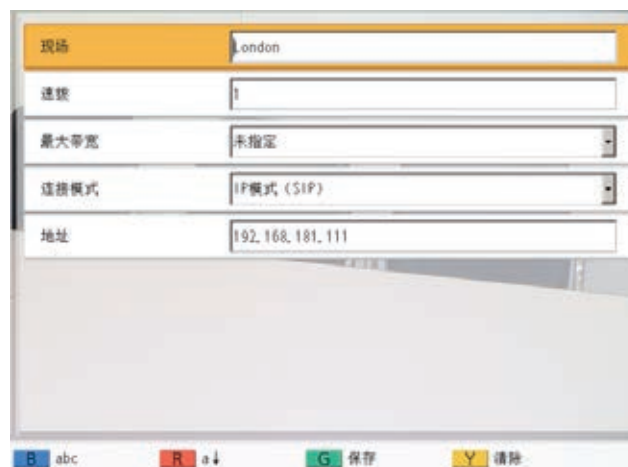 现场 London
速拨 1
最大带宽 未指定
连接模式 IP模式（SIP）
地址 192.168.181.111
B abc R a↓ G 保存 Y 清除